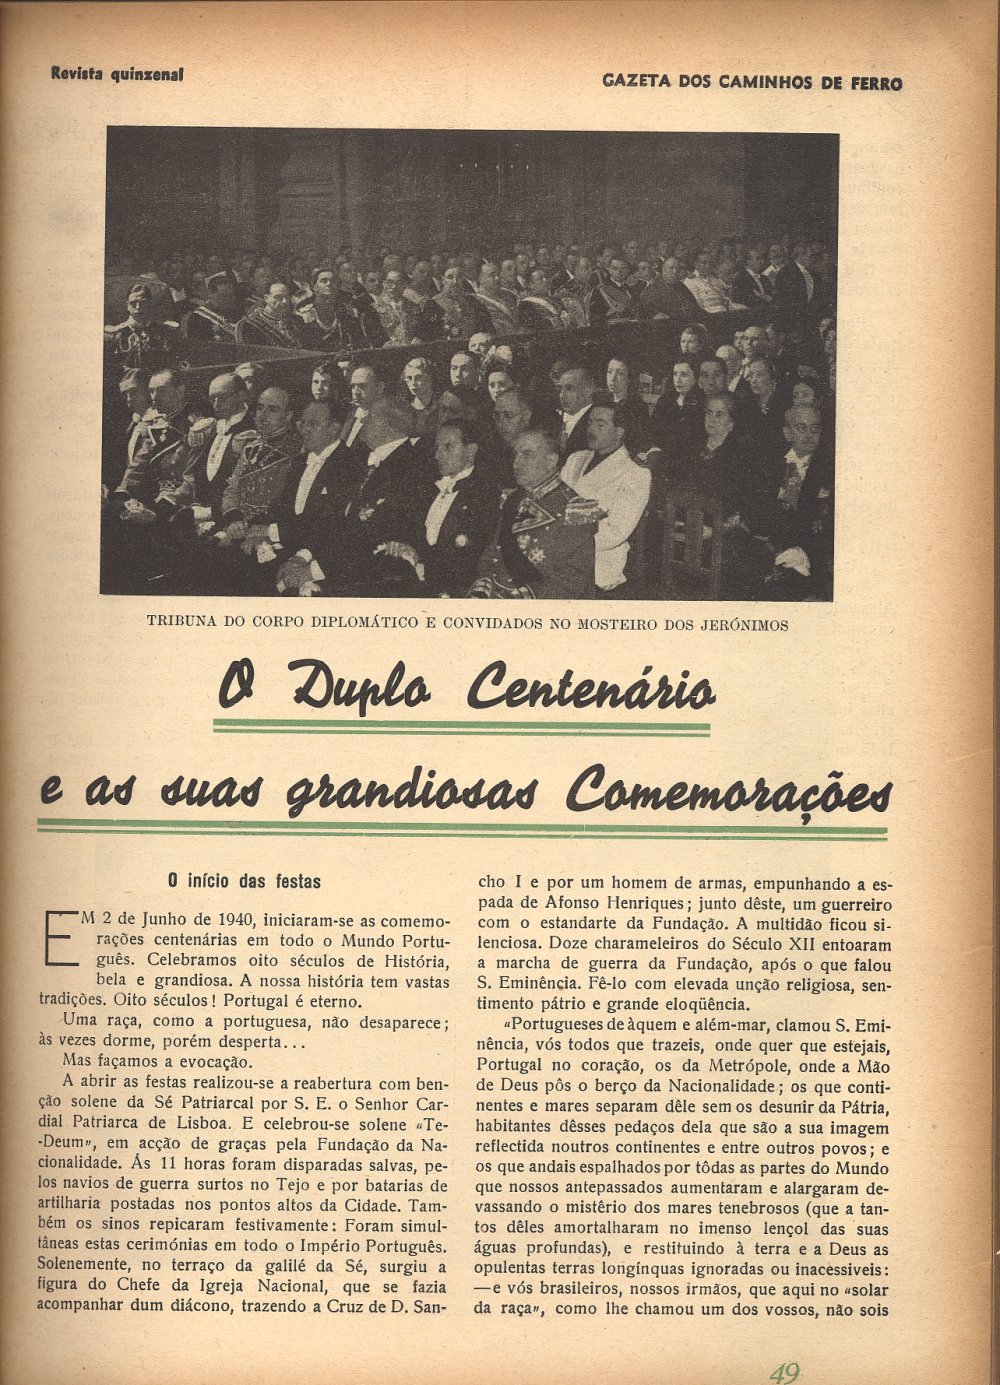 Revista quinzenal
GAZETA DOS CAMINHOS DE FERRO
TRIBUNA DO CORPO DIPLOMÁTICO E CONVIDADOS NO MOSTEIRO DOS JERÓNIMOS
O Duplo Centenário
e as suas grandiosas Comemorações
O início das festas
EM 2 de Junho de 1940, iniciaram-se as comemo-
rações centenárias em todo o Mundo Portu-
guês. Celebramos oito séculos de História,
bela e grandiosa. A nossa história tem vastas
tradições. Oito séculos! Portugal é eterno.
Uma raça, como a portuguesa, não desaparece;
às vezes dorme, porém desperta...
Mas façamos a evocação.
A abrir as festas realizou-se a reabertura com ben-
ção solene da Sé Patriarcal por S. E. o Senhor Car-
dial Patriarca de Lisboa. E celebrou-se solene «Te-
-Deum», em acção de graças pela Fundação da Na-
cionalidade. Ás 11 horas foram disparadas salvas, pe-
los navios de guerra surtos no Tejo e por batarias de
artilharia postadas nos pontos altos da Cidade. Tam-
bém os sinos repicaram festivamente: Foram simul-
tâneas estas cerimónias em todo o Império Português.
Solenemente, no terraço da galilé da Sé, surgiu a
figura do Chefe da Igreja Nacional, que se fazia
acompanhar dum diácono, trazendo a Cruz de D. San-
cho I e por um homem de armas, empunhando a es-
pada de Afonso Henriques; junto dêste, um guerreiro
com o estandarte da Fundação. A multidão ficou si-
lenciosa. Doze charameleiros do Século XII entoaram
a marcha de guerra da Fundação, após o que falou
S. Eminência. Fê-lo com elevada unção religiosa, sen-
timento pátrio e grande eloqüência.
«Portugueses de àquem e além-mar, clamou S. Emi-
nência, vós todos que trazeis, onde quer que estejais,
Portugal no coração, os da Metrópole, onde a Mão
de Deus pôs o berço da Nacionalidade; os que conti-
nentes e mares separam dêle sem os desunir da Pátria,
habitantes dêsses pedaços dela que são a sua imagem
reflectida noutros continentes e entre outros povos; e
os que andais espalhados por tôdas as partes do Mundo
que nossos antepassados aumentaram e alargaram de-
vassando o mistêrio dos mares tenebrosos (que a tan-
tos dêles amortalharam no imenso lençol das suas
águas profundas), e restituindo à terra e a Deus as
opulentas terras longínquas ignoradas ou inacessiveis:
—e vós brasileiros, nossos irmãos, que aqui no «solar
da raça», como lhe chamou um dos vossos, não sois
49